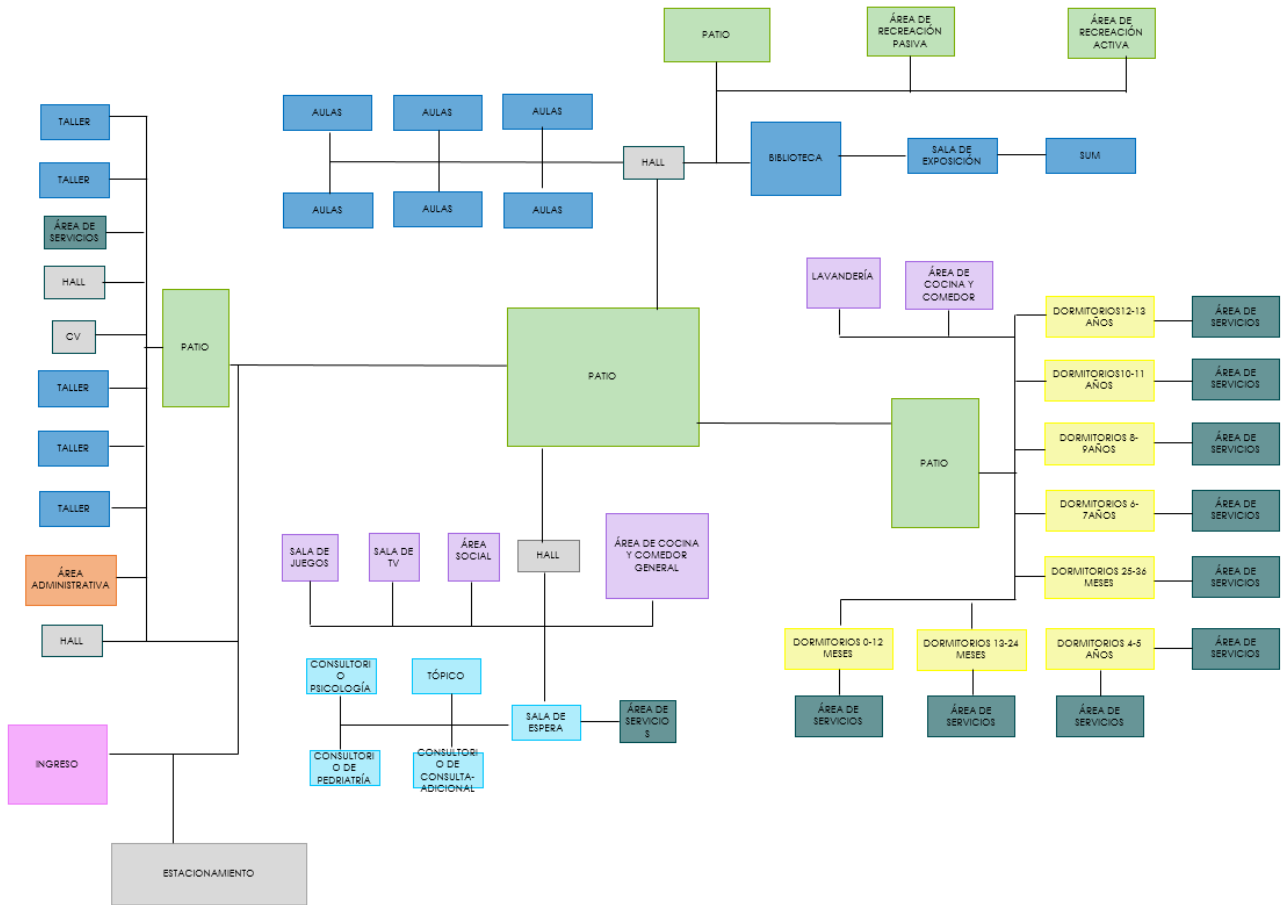 PATIO
ÁREA DE
RECREACIÓN
PASIVA
ÁREA DE
RECREACIÓN
ACTIVA
TALLER
AULAS
AULAS
AULAS
HALL
BIBLIOTECA
SALA DE
EXPOSICIÓN
SUM
TALLER
AULAS
AULAS
AULAS
ÁREA DE
SERVICIOS
HALL
CV
PATIO
TALLER
TALLER
TALLER
ÁREA
ADMINISTRATIVA
HALL
PATIO
LAVANDERÍA
ÁREA DE
COCINA Y
COMEDOR
DORMITORIOS12-13
AÑOS
ÁREA DE
SERVICIOS
DORMITORIOS10-11
AÑOS
ÁREA DE
SERVICIOS
PATIO
DORMITORIOS 8-
9AÑOS
ÁREA DE
SERVICIOS
DORMITORIOS 6-
7AÑOS
ÁREA DE
SERVICIOS
DORMITORIOS 25-36
MESES
ÁREA DE
SERVICIOS
DORMITORIOS 0-12
MESES
DORMITORIOS 13-24
MESES
DORMITORIOS 4-5
AÑOS
ÁREA DE
SERVICIOS
ÁREA DE
SERVICIOS
ÁREA DE
SERVICIOS
ÁREA DE
SERVICIOS
SALA DE
JUEGOS
SALA DE
TV
ÁREA
SOCIAL
HALL
ÁREA DE COCINA
Y COMEDOR
GENERAL
CONSULTORI
O
PSICOLOGÍA
TÓPICO
SALA DE
ESPERA
ÁREA DE
SERVICIO
S
CONSULTORI
O DE
PEDRIATRÍA
CONSULTORI
O DE
CONSULTA-
ADICIONAL
INGRESO
ESTACIONAMIENTO